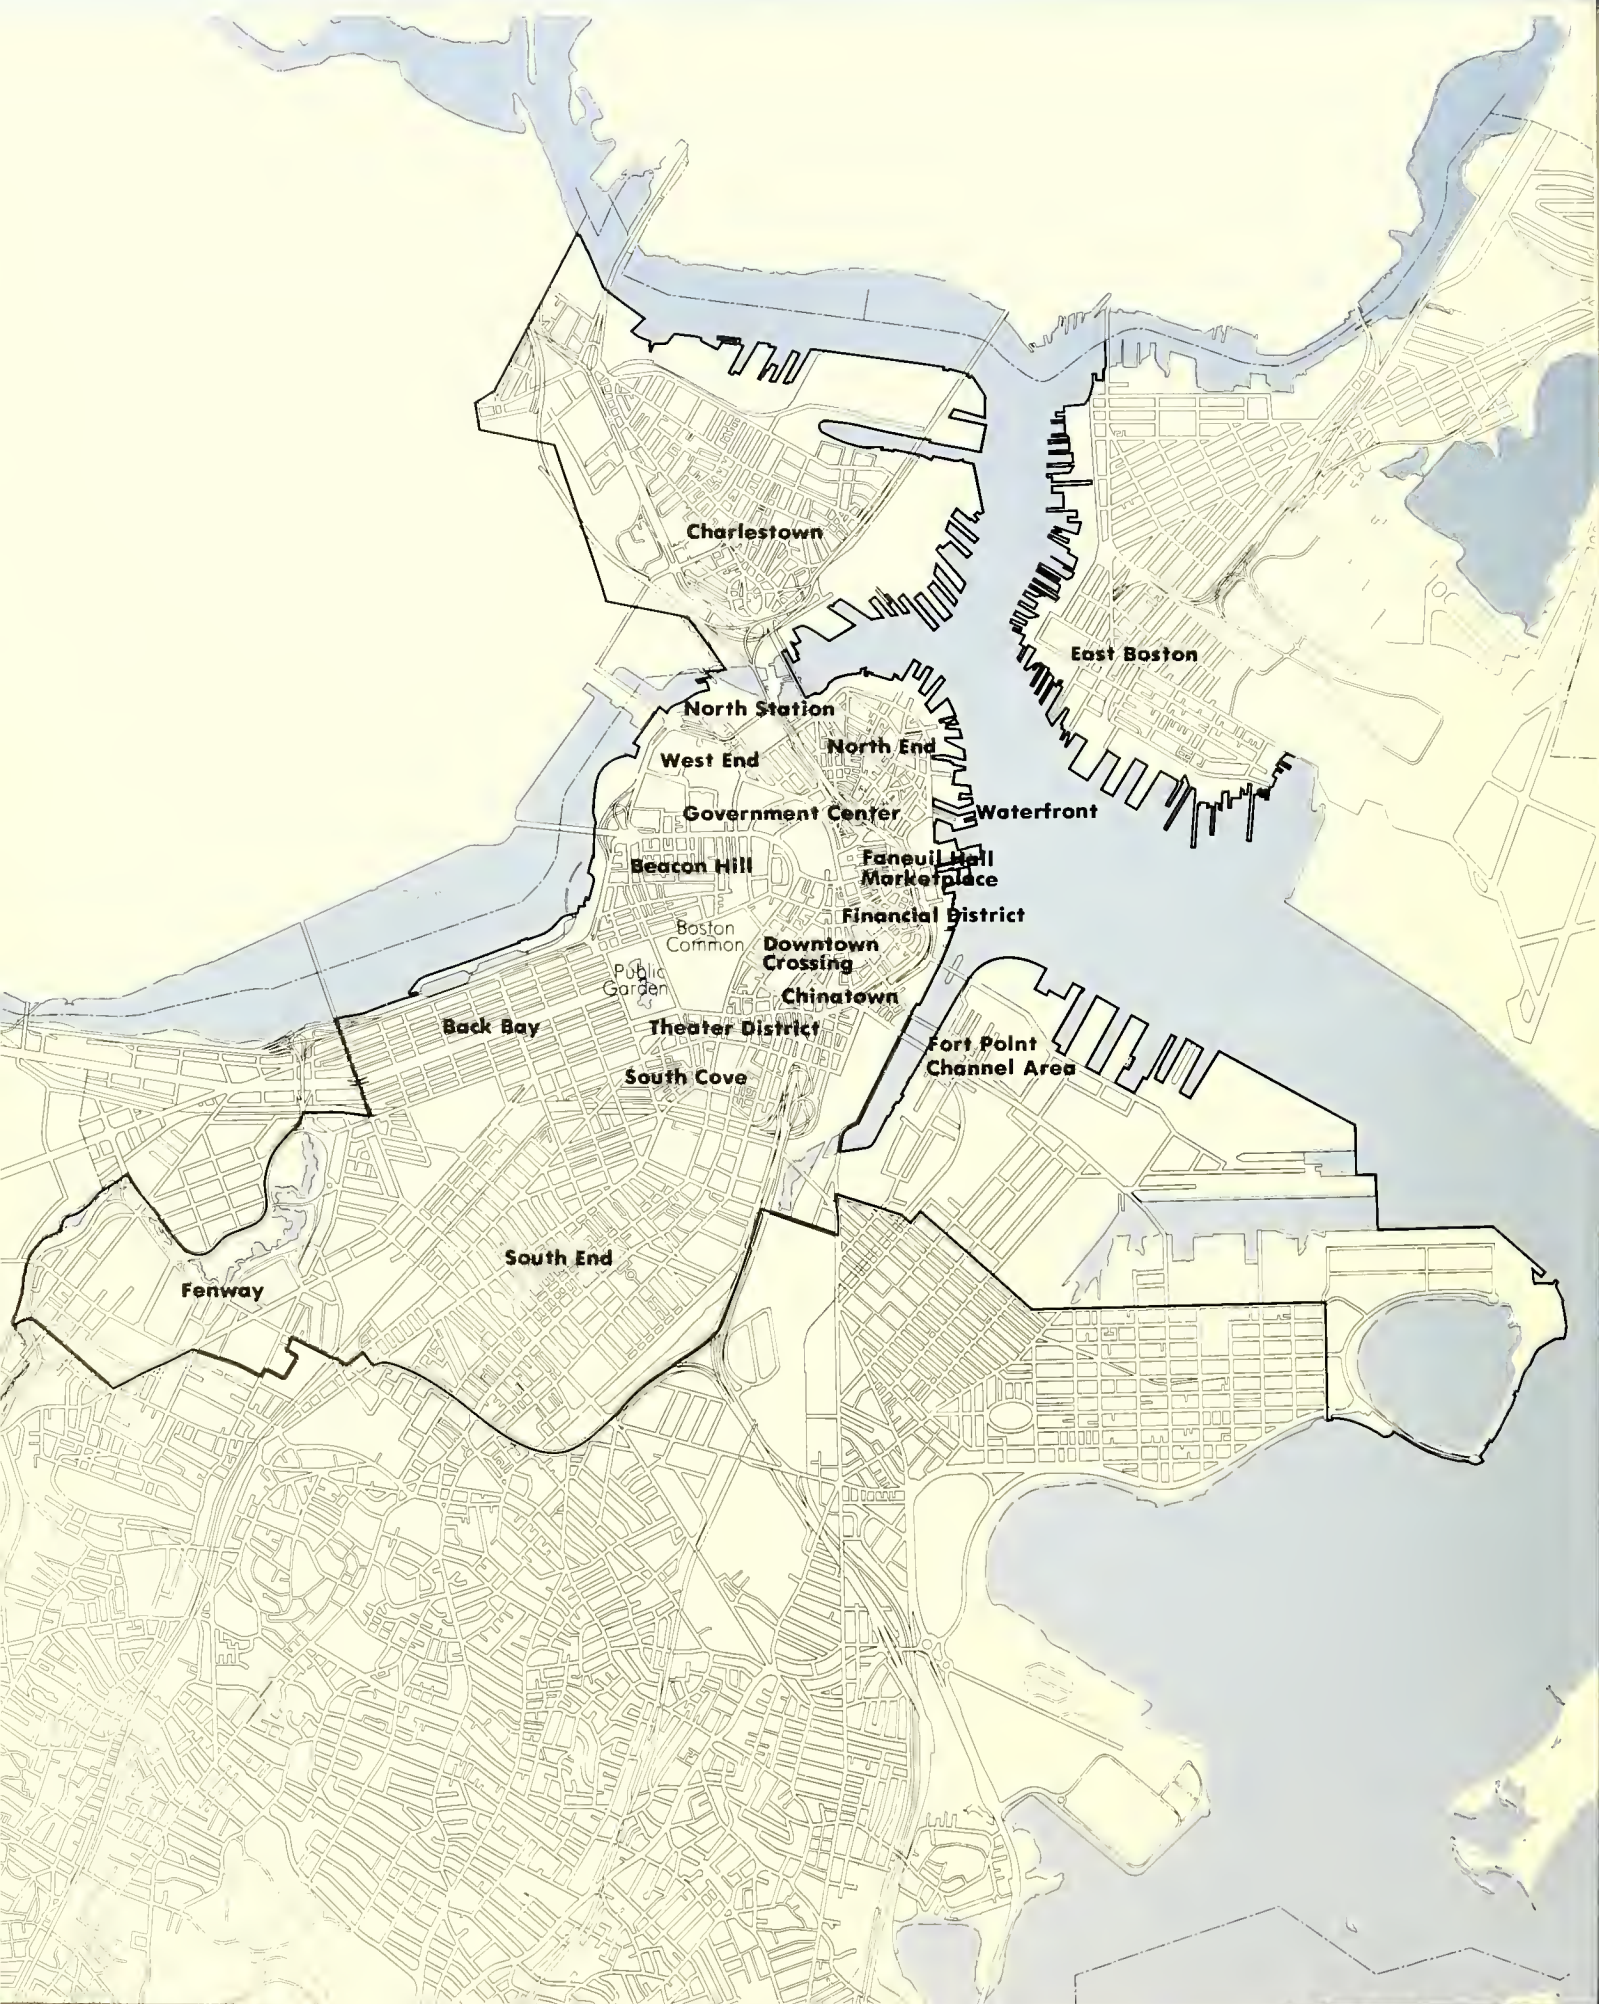 Charlestown
East Boston
North Station
North End
West End
Government Center
Waterfront
Beacon Hill
Faneuil Hall
Marketplace
Financial District
Boston
Common
Downtown
Crossing
Public
Garden
Chinatown
Back Bay
Theater District
Fort Point
Channel Area
South Cove
South End
Fenway